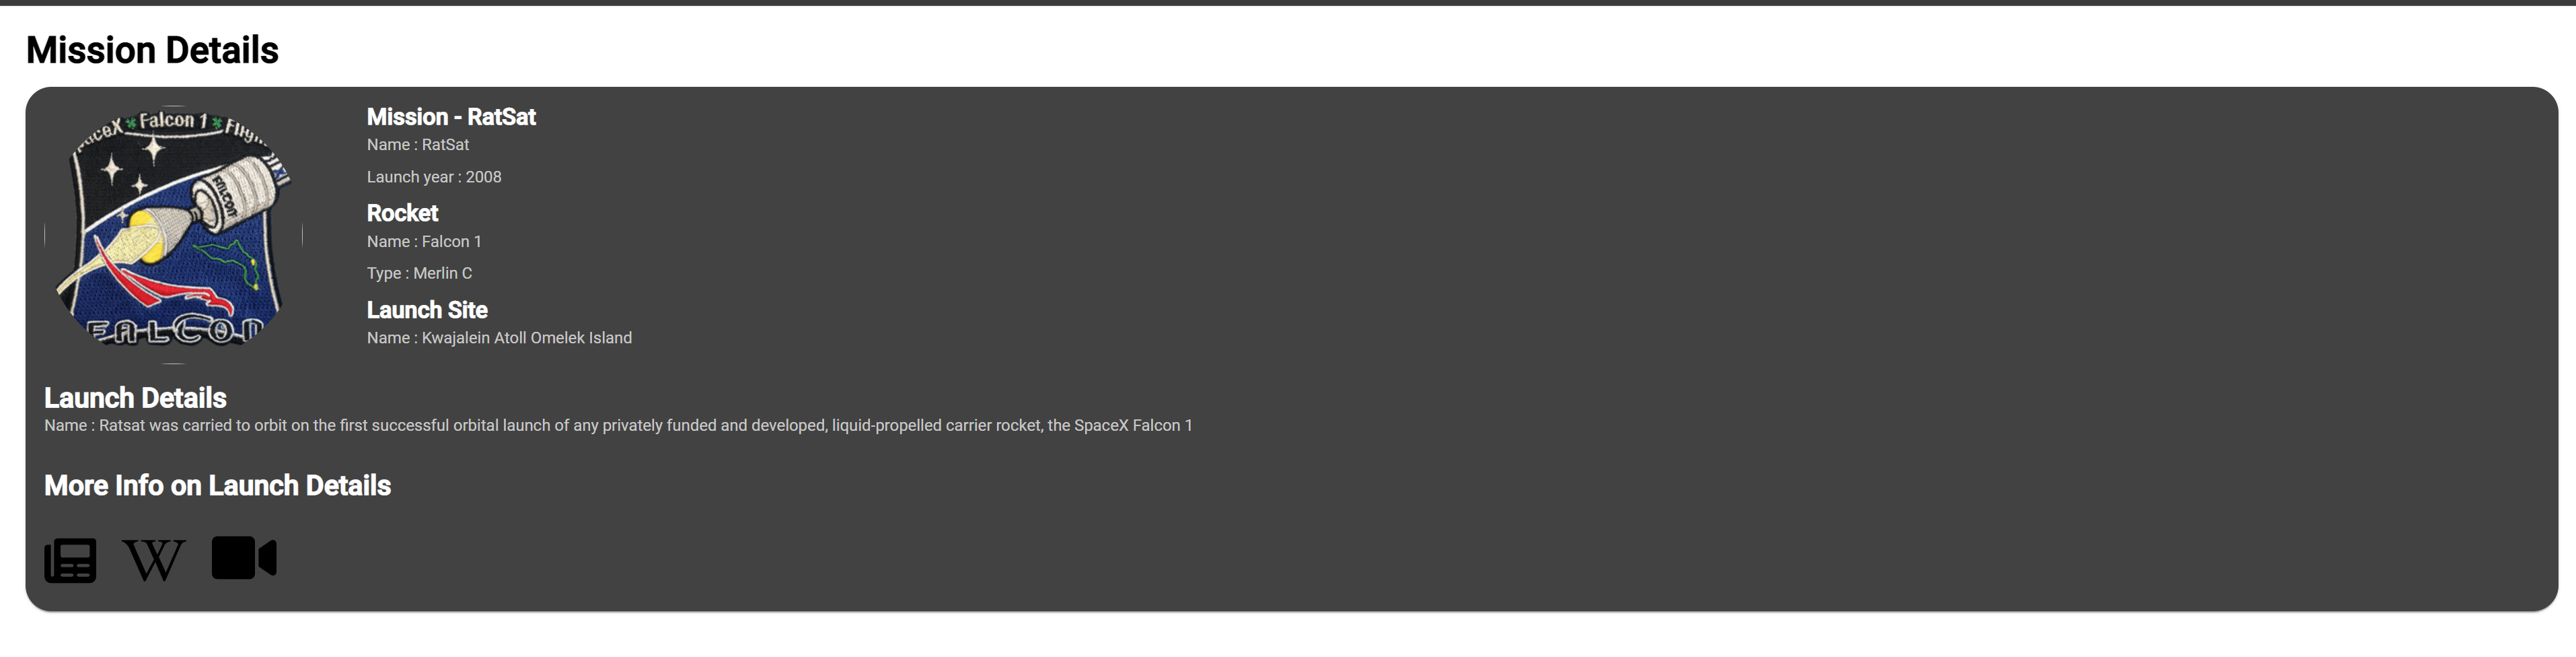 Mission Details
SpaceX Falcon 1 Flig
FALCON
FALCON
Mission - RatSat
Name : RatSat
Launch year : 2008
Rocket
Name : Falcon 1
Type : Merlin C
Launch Site
Name : Kwajalein Atoll Omelek Island
Launch Details
Name : Ratsat was carried to orbit on the first successful orbital launch of any privately funded and developed, liquid-propelled carrier rocket, the SpaceX Falcon 1
More Info on Launch Details
W